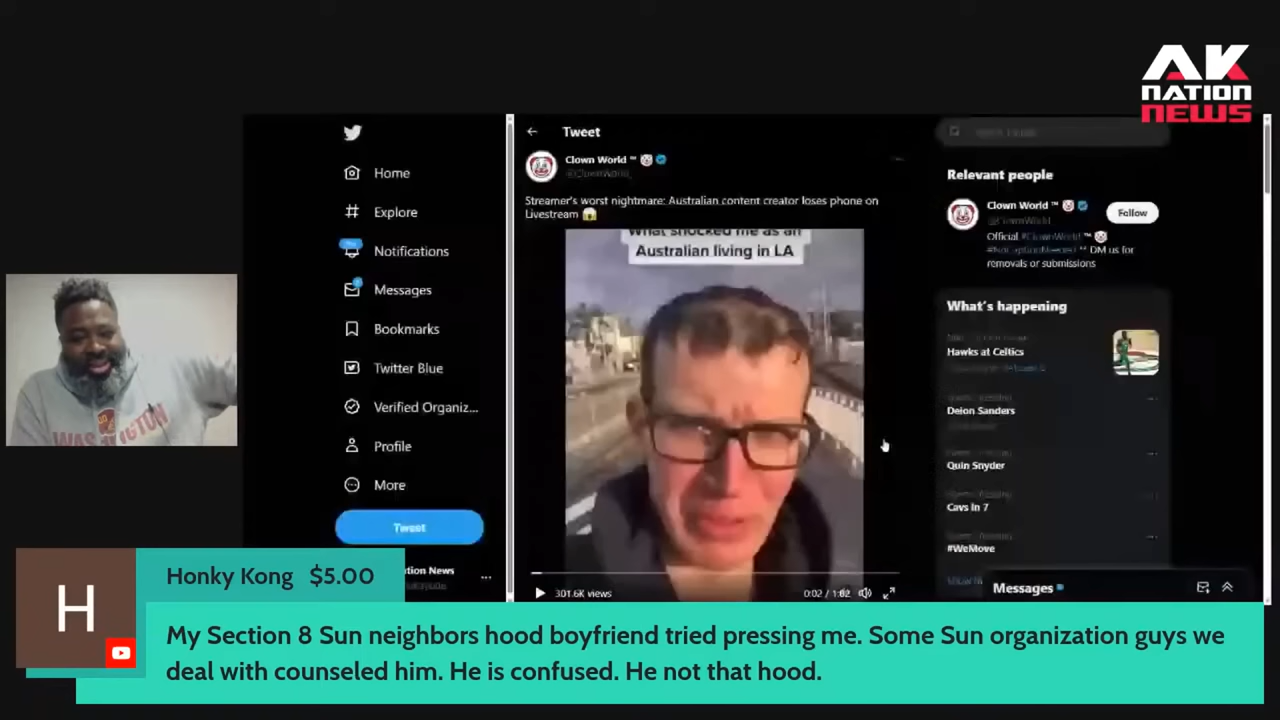 AK
NATION
NEWS
Tweet
Home
Explore
Notifications
Messages
Bookmarks
Twitter Blue
Verified Organiz...
Profile
More
Tweet
tion News
Clown World ™
@ClownWorld_
Streamer's worst nightmare: Australian content creator loses phone on
Livestream
What shocked me as an
Australian living in LA
301.6K views
0:02 / 1:02
Relevant people
Clown World ™
Follow
Official #ClownWorld ™
DM us for
removals or submissions
What's happening
Hawks at Celtics
Deion Sanders
Quin Snyder
Cavs in 7
#WeMove
Messages
WASHINGTON
H
Honky Kong $5.00
My Section 8 Sun neighbors hood boyfriend tried pressing me. Some Sun organization guys we
deal with counseled him. He is confused. He not that hood.